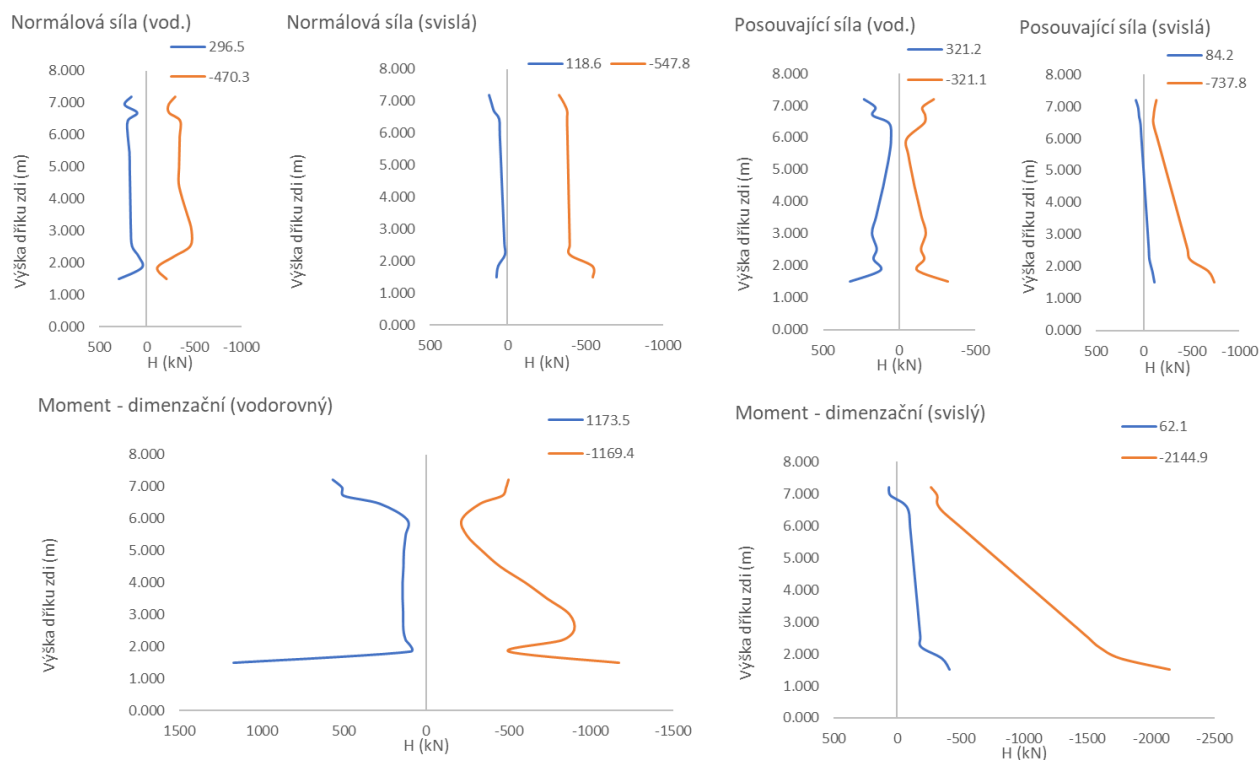 Normálová síla (vod.)
296.5
-470.3
8.000
7.000
6.000
5.000
4.000
3.000
2.000
1.000
0.000
Výška dříku zdi (m)
500 0 -500 -1000
H (kN)
Normálová síla (svislá)
118.6 -547.8
8.000
7.000
6.000
5.000
4.000
3.000
2.000
1.000
0.000
Výška dříku zdi (m)
500 0 -500 -1000
H (kN)
Posouvající síla (vod.)
321.2
-321.1
8.000
7.000
6.000
5.000
4.000
3.000
2.000
1.000
0.000
Výška dříku zdi (m)
500 0 -500
H (kN)
Posouvající síla (svislá)
84.2
-737.8
8.000
7.000
6.000
5.000
4.000
3.000
2.000
1.000
0.000
Výška dříku zdi (m)
500 0 -500 -1000
H (kN)
Moment - dimenzační (vodorovný)
1173.5
-1169.4
8.000
7.000
6.000
5.000
4.000
3.000
2.000
1.000
0.000
Výška dříku zdi (m)
1500 1000 500 0 -500 -1000 -1500
H (kN)
Moment - dimenzační (svislý)
62.1
-2144.9
8.000
7.000
6.000
5.000
4.000
3.000
2.000
1.000
0.000
Výška dříku zdi (m)
500 0 -500 -1000 -1500 -2000 -2500
H (kN)